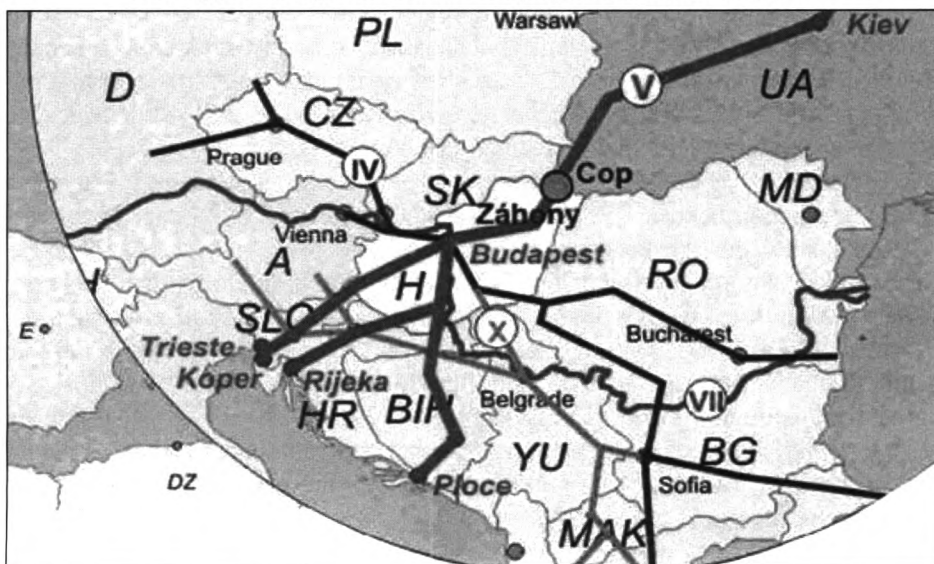 Warsaw
PL
Kiev
D
V
UA
CZ
Prague
IV
SK
Cop
MD
Záhony
Vienna
Budapest
A
RO
H
E
SLO
X
Bucharest
Trieste
Koper
Rijeka
Belgrade
VII
HR
BIH
YU
BG
Ploce
Sofia
DZ
MAK